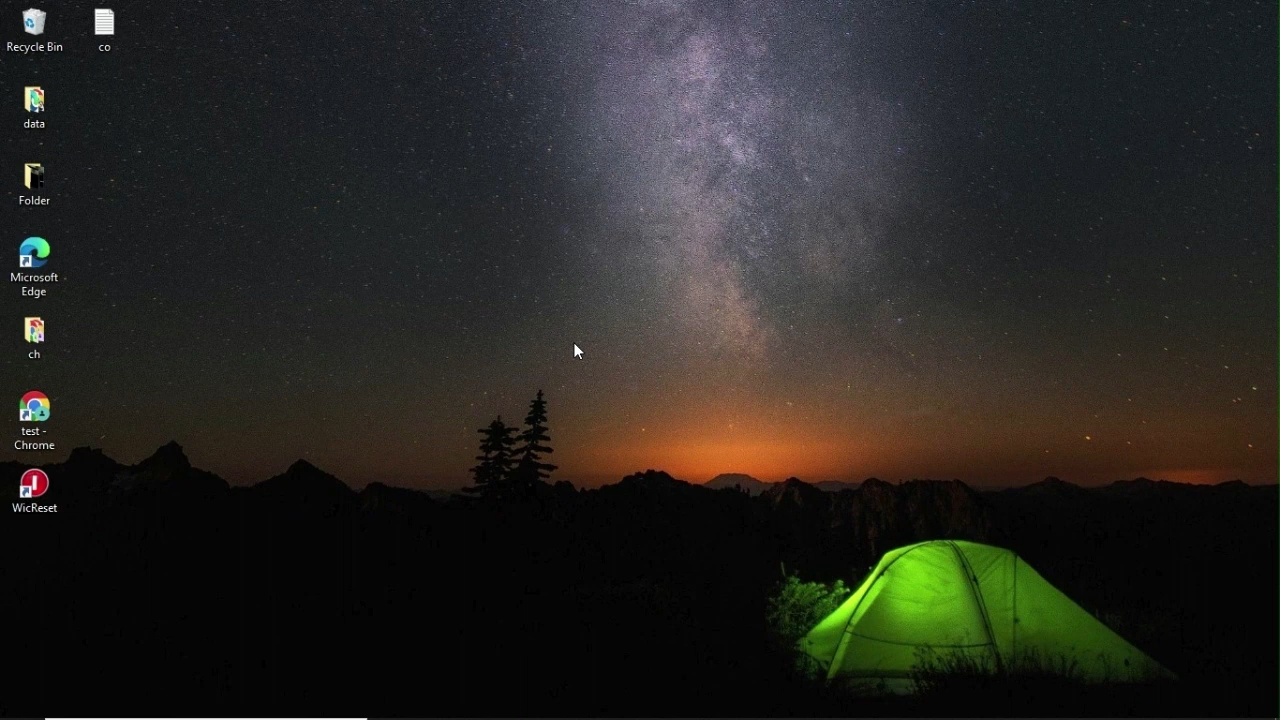 Recycle Bin
co
data
Folder
Microsoft
Edge
ch
test -
Chrome
WicReset